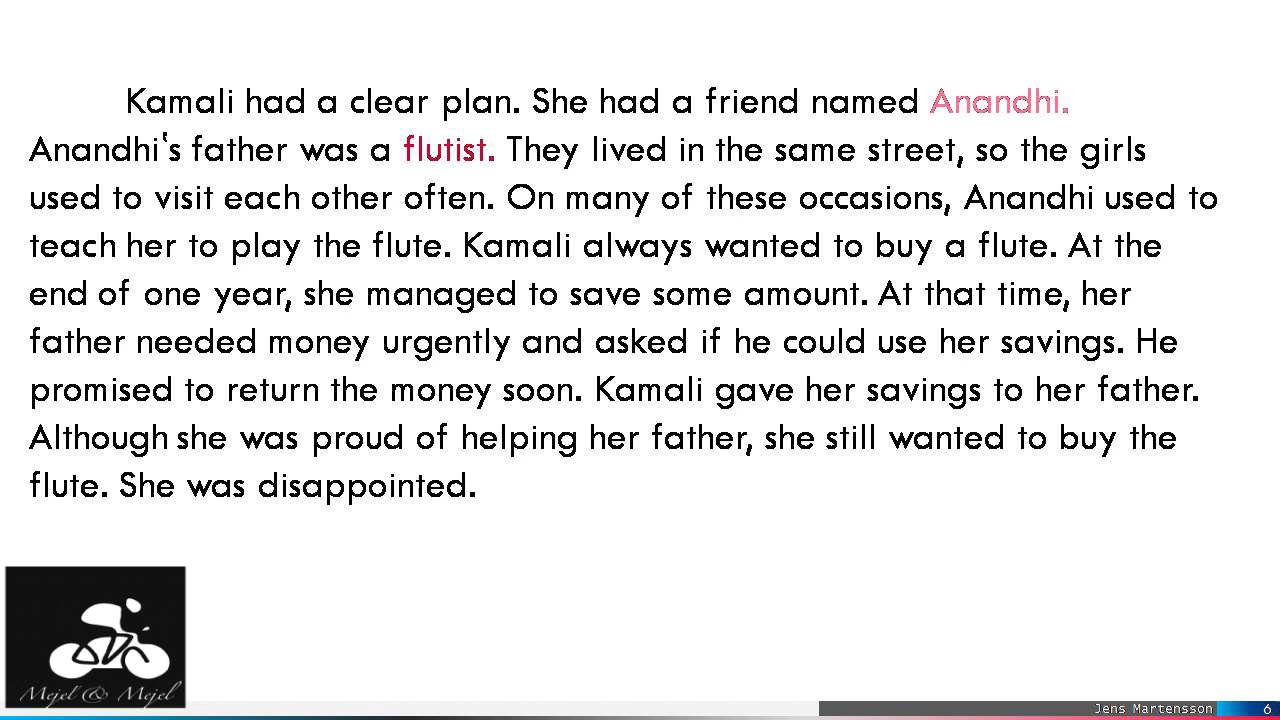 Kamali had a clear plan. She had a friend named Anandhi.
Anandhi's father was a flutist. They lived in the same street, so the girls
used to visit each other often. On many of these occasions, Anandhi used to
teach her to play the flute. Kamali always wanted to buy a flute. At the
end of one year, she managed to save some amount. At that time, her
father needed money urgently and asked if he could use her savings. He
promised to return the money soon. Kamali gave her savings to her father.
Although she was proud of helping her father, she still wanted to buy the
flute. She was disappointed.
Mejel & Mejel
Jens Martensson 6